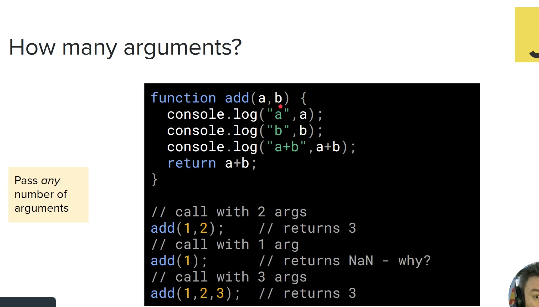 How many arguments?
function add(a,b) {
  console.log("a",a);
  console.log("b",b);
  console.log("a+b",a+b);
  return a+b;
}
Pass any
number of
arguments
// call with 2 args
add(1,2);    // returns 3
// call with 1 arg
add(1);      // returns NaN - why?
// call with 3 args
add(1,2,3);  // returns 3